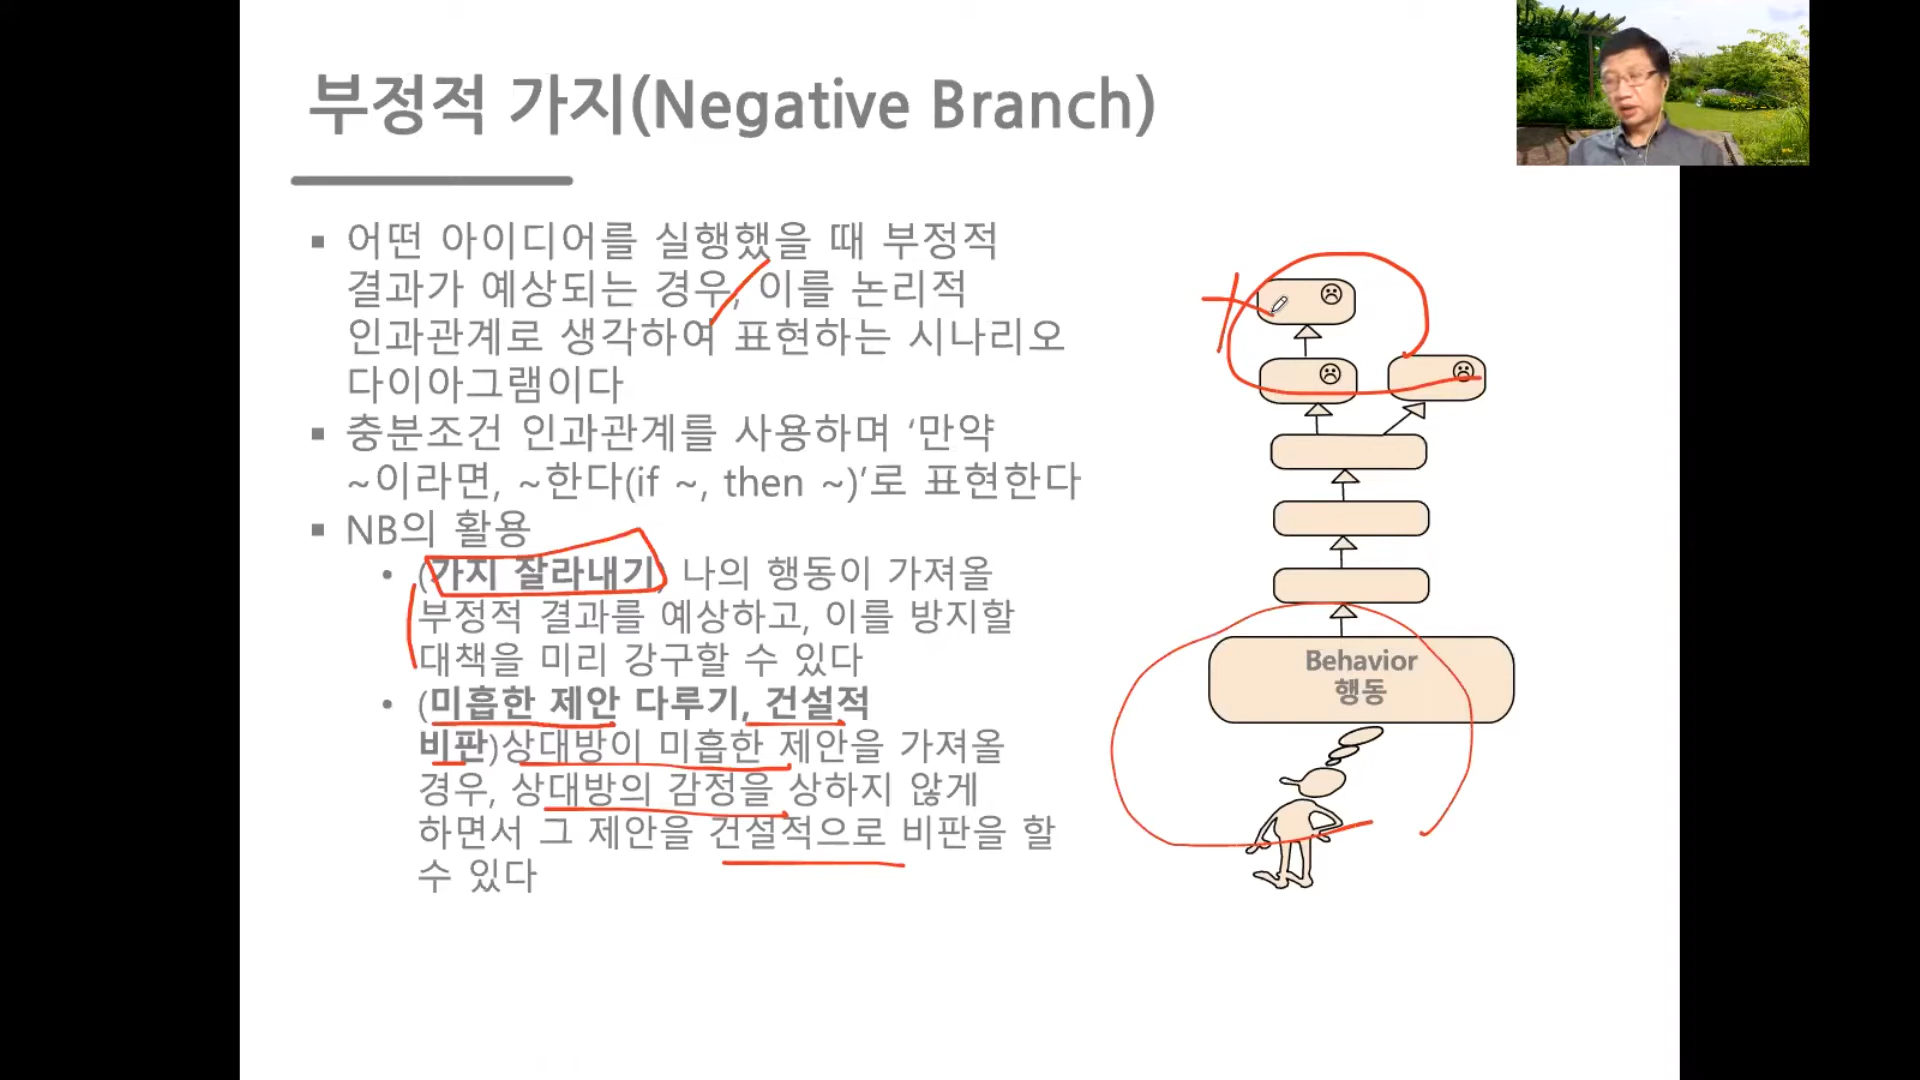 부정적 가지(Negative Branch)
▪ 어떤 아이디어를 실행했을 때 부정적
결과가 예상되는 경우, 이를 논리적
인과관계로 생각하여 표현하는 시나리오
다이아그램이다
▪ 충분조건 인과관계를 사용하며 ‘만약
~이라면, ~한다(if ~, then ~)’로 표현한다
▪ NB의 활용
• (가지 잘라내기) 나의 행동이 가져올
부정적 결과를 예상하고, 이를 방지할
대책을 미리 강구할 수 있다
• (미흡한 제안 다루기, 건설적
비판)상대방이 미흡한 제안을 가져올
경우, 상대방의 감정을 상하지 않게
하면서 그 제안을 건설적으로 비판을 할
수 있다
Behavior
행동